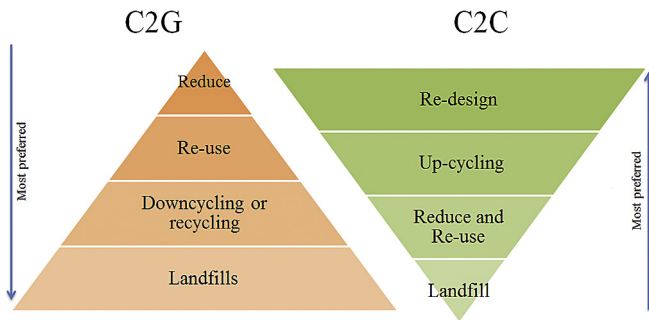 C2G
C2C
Most preferred
Reduce
Re-use
Downcycling or
recycling
Landfills
Re-design
Up-cycling
Reduce and
Re-use
Landfill
Most preferred